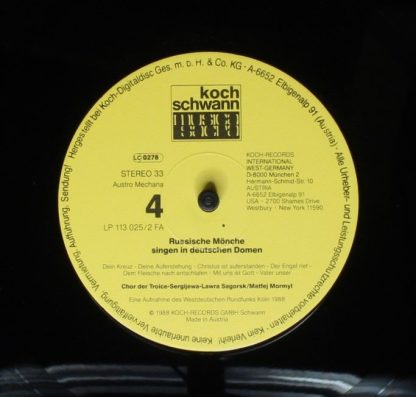 Hergestellt bei Koch-Digitaldisc Ges. m. b. H. & Co. KG · A-6652 Elbigenalp 91 (Austria) · Alle Urheber- und Leistungsschutzrechte vorbehalten · Kein Verleih! Keine unerlaubte Vervielfältigung, Vermietung, Aufführung, Sendung!
koch
schwann
LC 0276
STEREO 33
Austro Mechana
4
LP 113 025/2 FA
KOCH-RECORDS
INTERNATIONAL
WEST-GERMANY
D-8000 München 2
Hermann-Schmid-Str. 10
AUSTRIA
A-6652 Elbigenalp 91
USA - 2700 Shames Drive
Westbury - New York 11590
Russische Mönche
singen in deutschen Domen
Dein Kreuz - Deine Auferstehung - Christus ist auferstanden - Der Engel rief -
Dem Fleische nach entschlafen - Mit uns ist Gott - Vater unser
Chor der Troice-Sergijewa-Lawra Sagorsk/Matfej Mormyl
Eine Aufnahme des Westdeutschen Rundfunks Köln 1988
© 1988 KOCH-RECORDS GMBH Schwann
Made in Austria